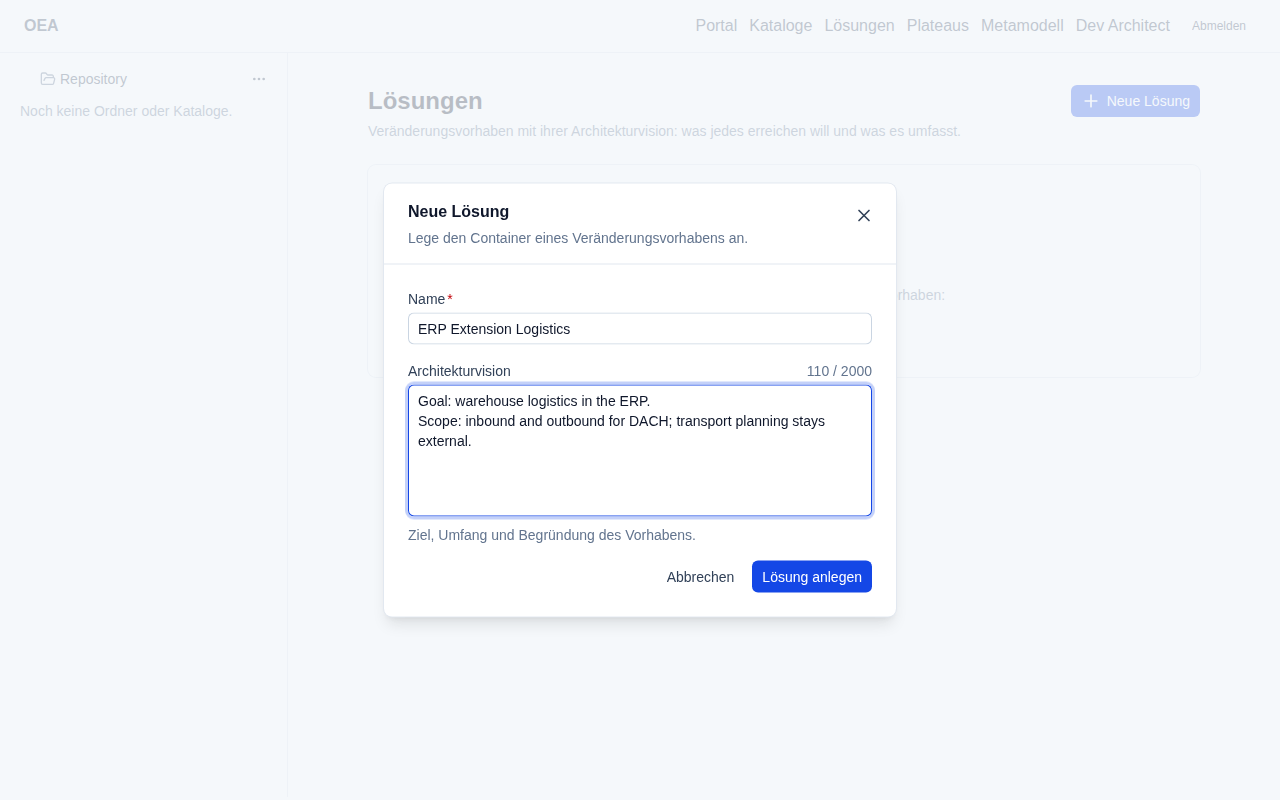 OEA
Portal Kataloge Lösungen Plateaus Metamodell Dev Architect Abmelden
Repository
Noch keine Ordner oder Kataloge.
Lösungen
Neue Lösung
Veränderungsvorhaben mit ihrer Architekturvision: was jedes erreichen will und was es umfasst.
Neue Lösung
Lege den Container eines Veränderungsvorhabens an.
rhaben:
Name*
ERP Extension Logistics
Architekturvision 110 / 2000
Goal: warehouse logistics in the ERP.
Scope: inbound and outbound for DACH; transport planning stays
external.
Ziel, Umfang und Begründung des Vorhabens.
Abbrechen Lösung anlegen